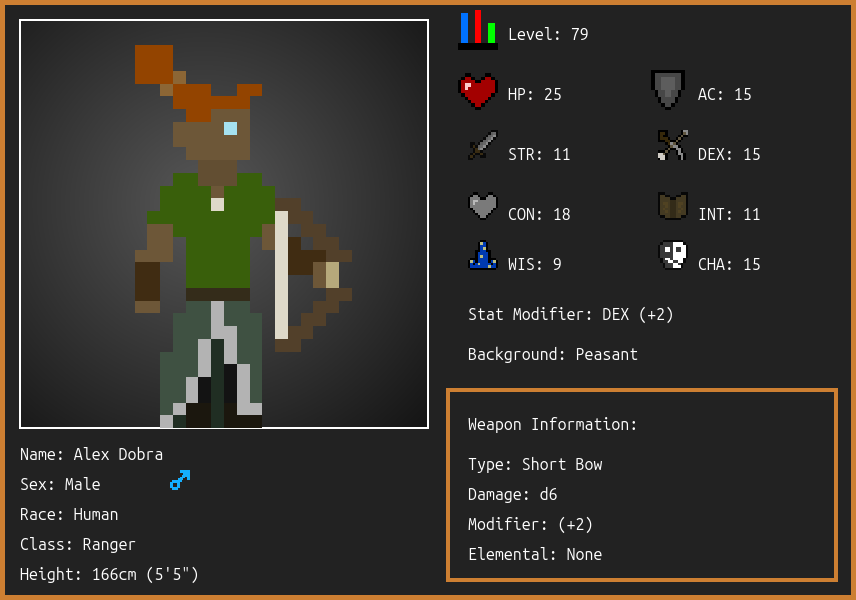 Level: 79
HP: 25
AC: 15
STR: 11
DEX: 15
CON: 18
INT: 11
WIS: 9
CHA: 15
Stat Modifier: DEX (+2)
Background: Peasant
Weapon Information:
Type: Short Bow
Damage: d6
Modifier: (+2)
Elemental: None
Name: Alex Dobra
Sex: Male
Race: Human
Class: Ranger
Height: 166cm (5'5")